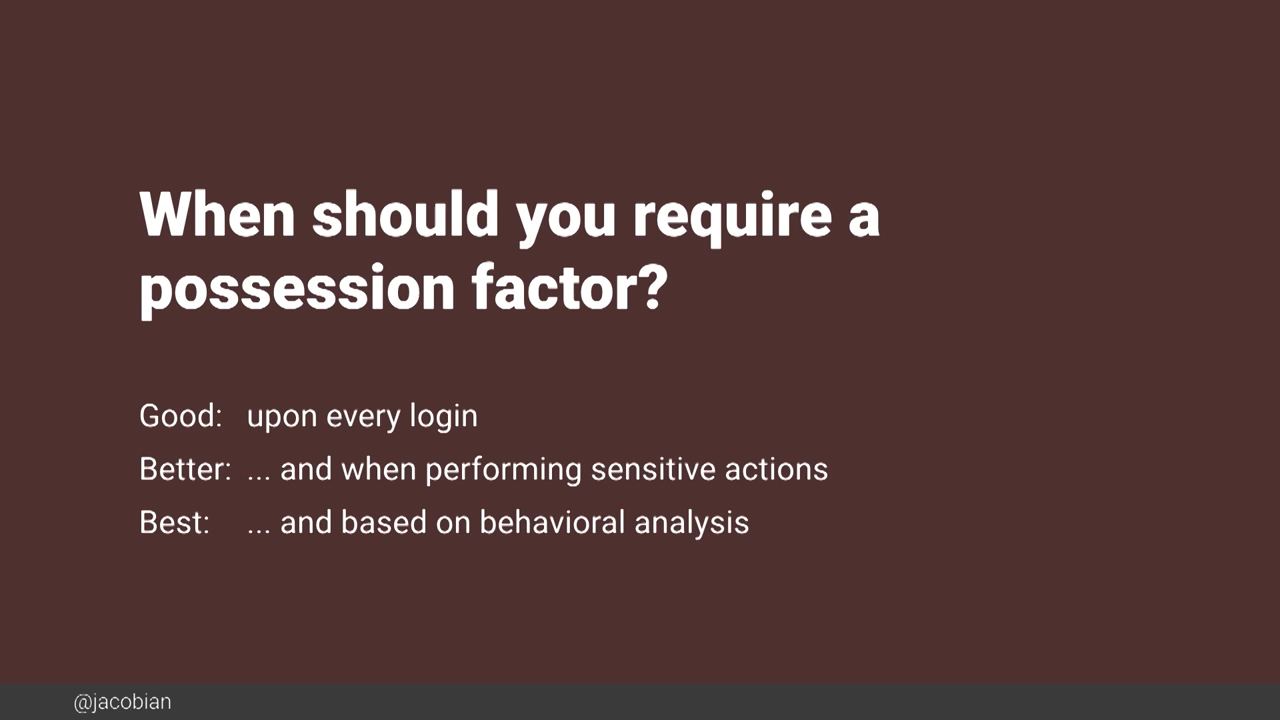 When should you require a
possession factor?
Good: upon every login
Better: ... and when performing sensitive actions
Best: ... and based on behavioral analysis
@jacobian